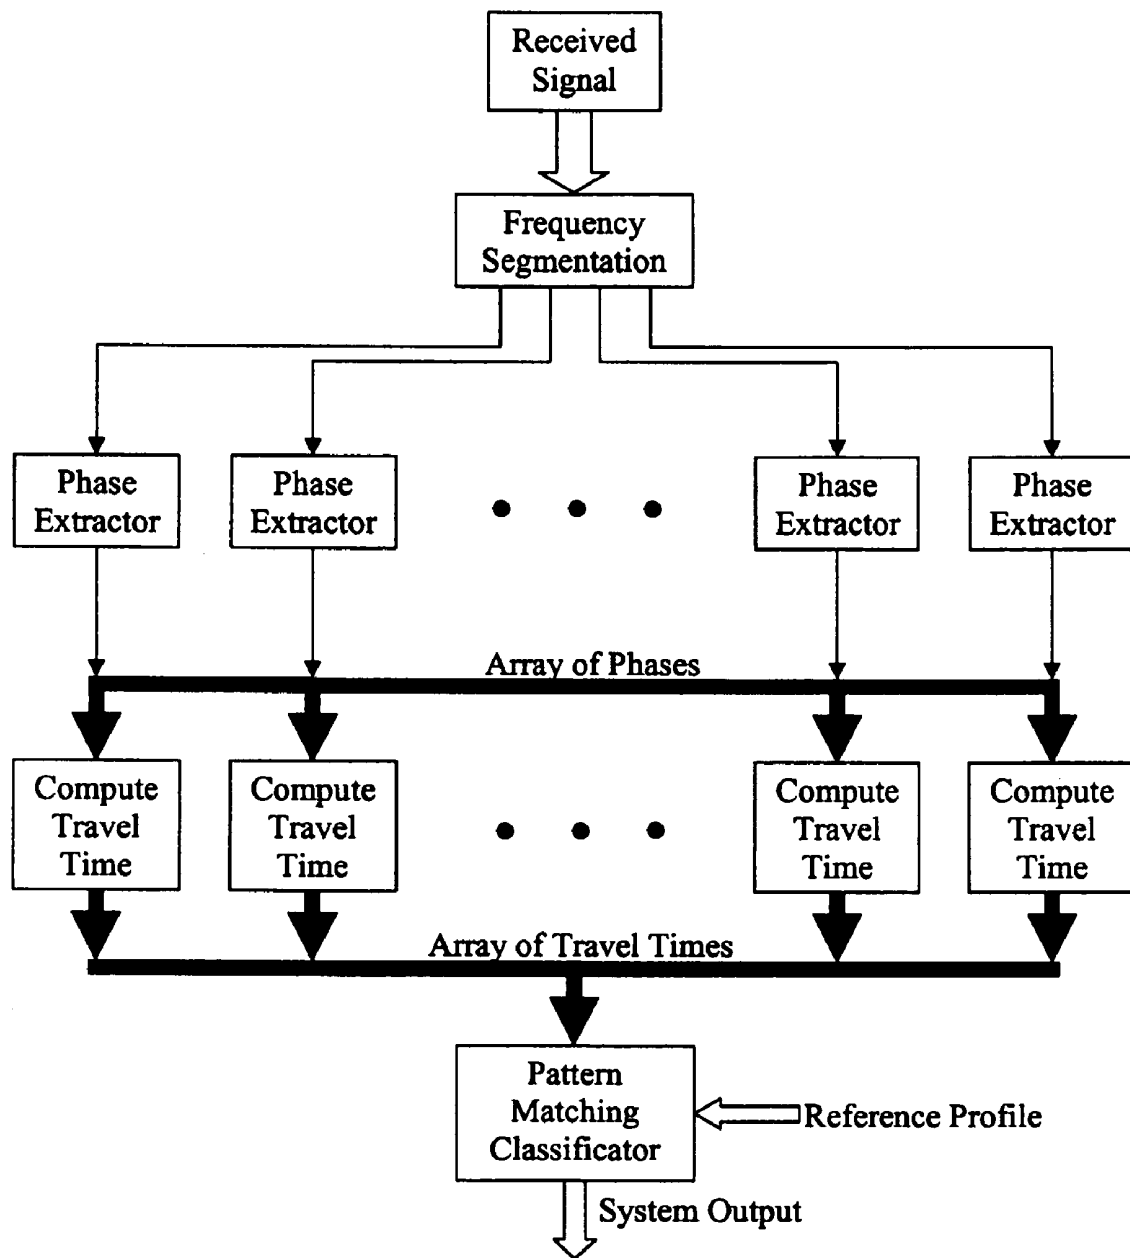 Received
Signal
Frequency
Segmentation
Phase
Extractor
Phase
Extractor
Phase
Extractor
Phase
Extractor
Array of Phases
Compute
Travel
Time
Compute
Travel
Time
Compute
Travel
Time
Compute
Travel
Time
Array of Travel Times
Pattern
Matching
Classificator
Reference Profile
System Output